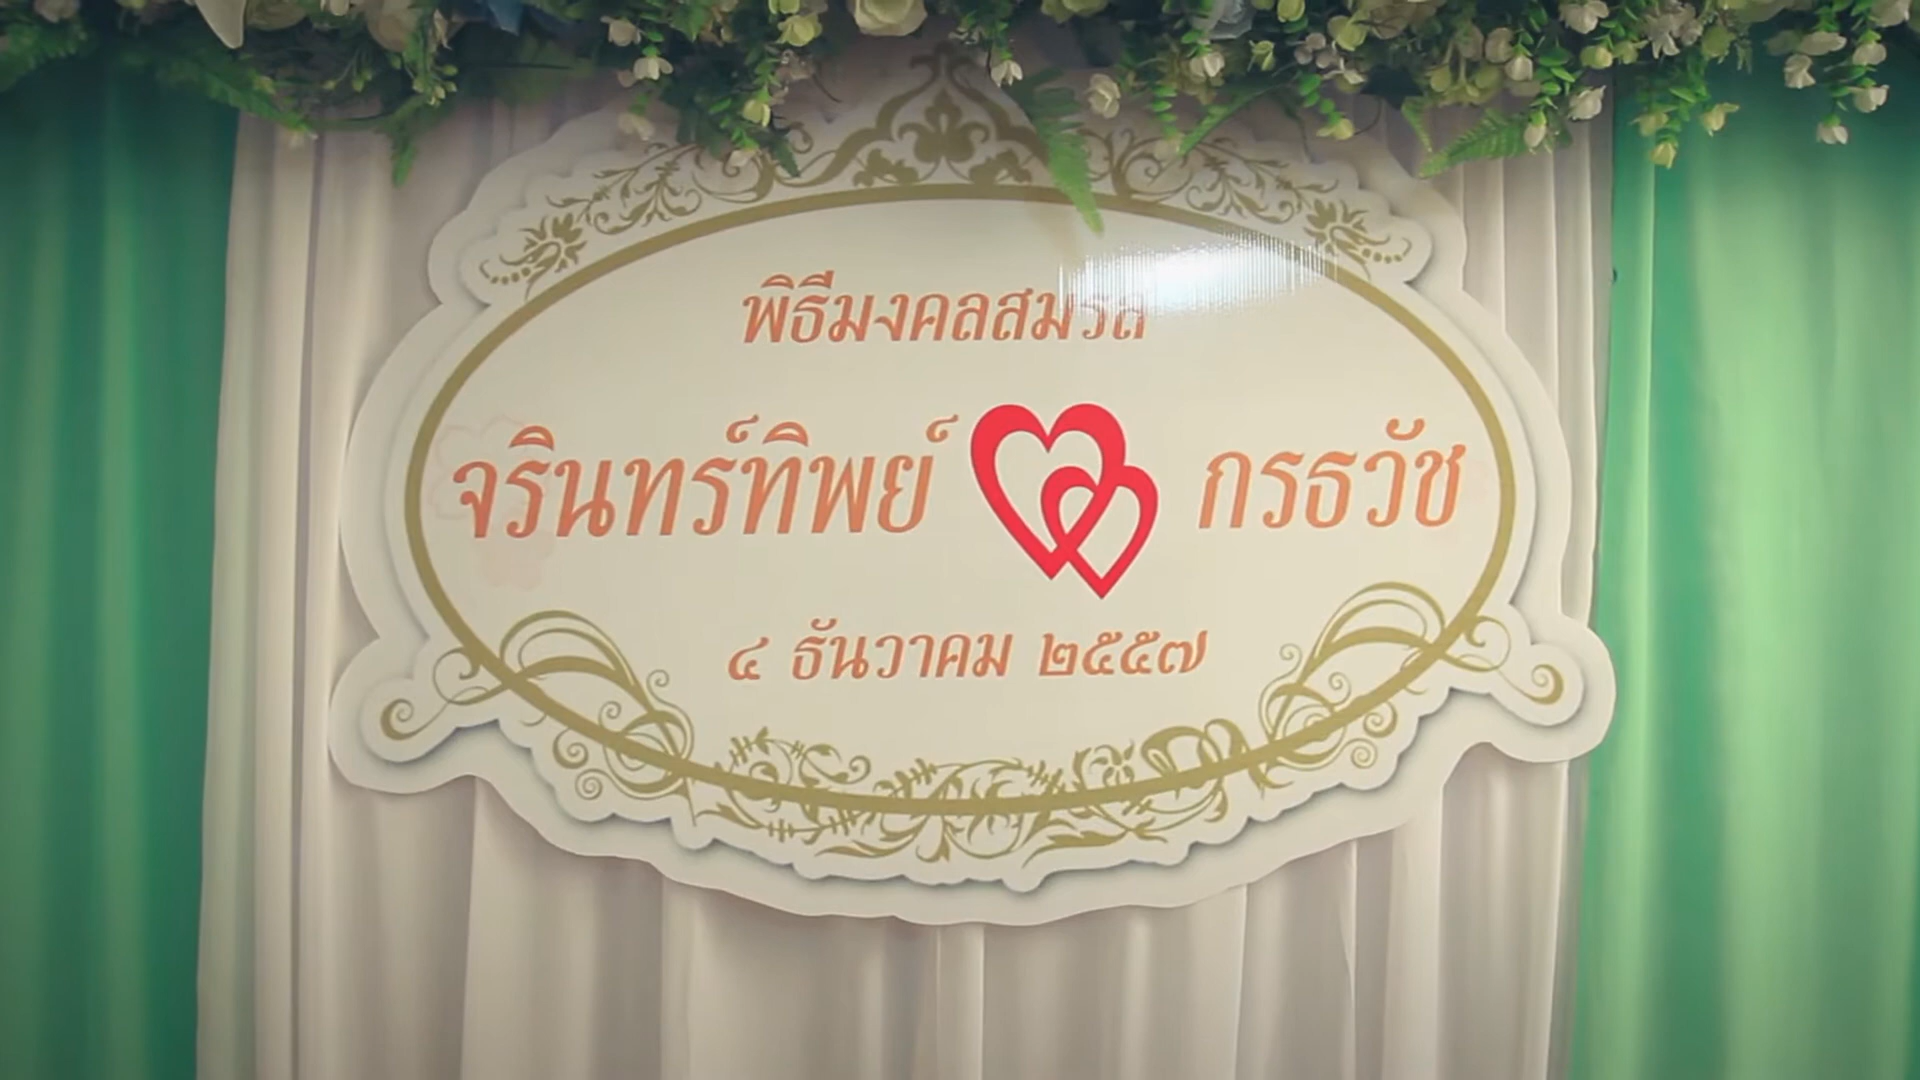 พิธีมงคลสมรส
จรินทร์ทิพย์ กรธวัช
๔ ธันวาคม ๒๕๕๗